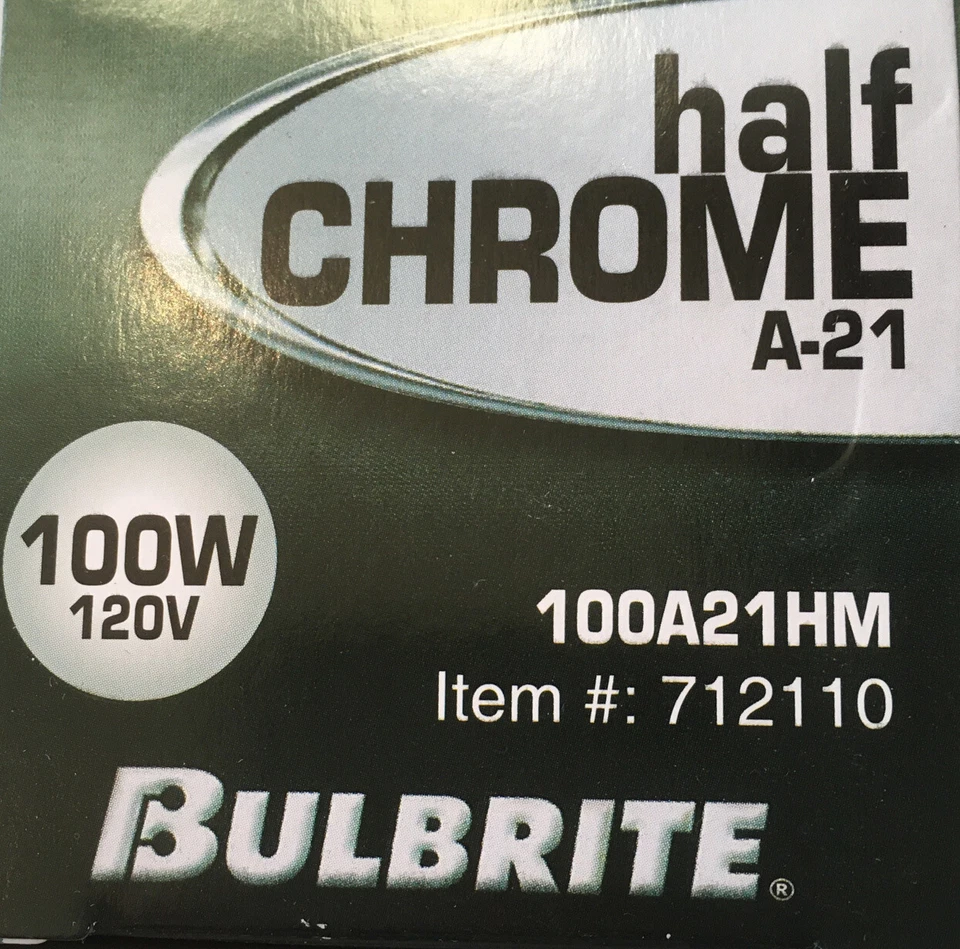 half
CHROME
A-21
100W
120V
100A21HM
Item #: 712110
BULBRITE®